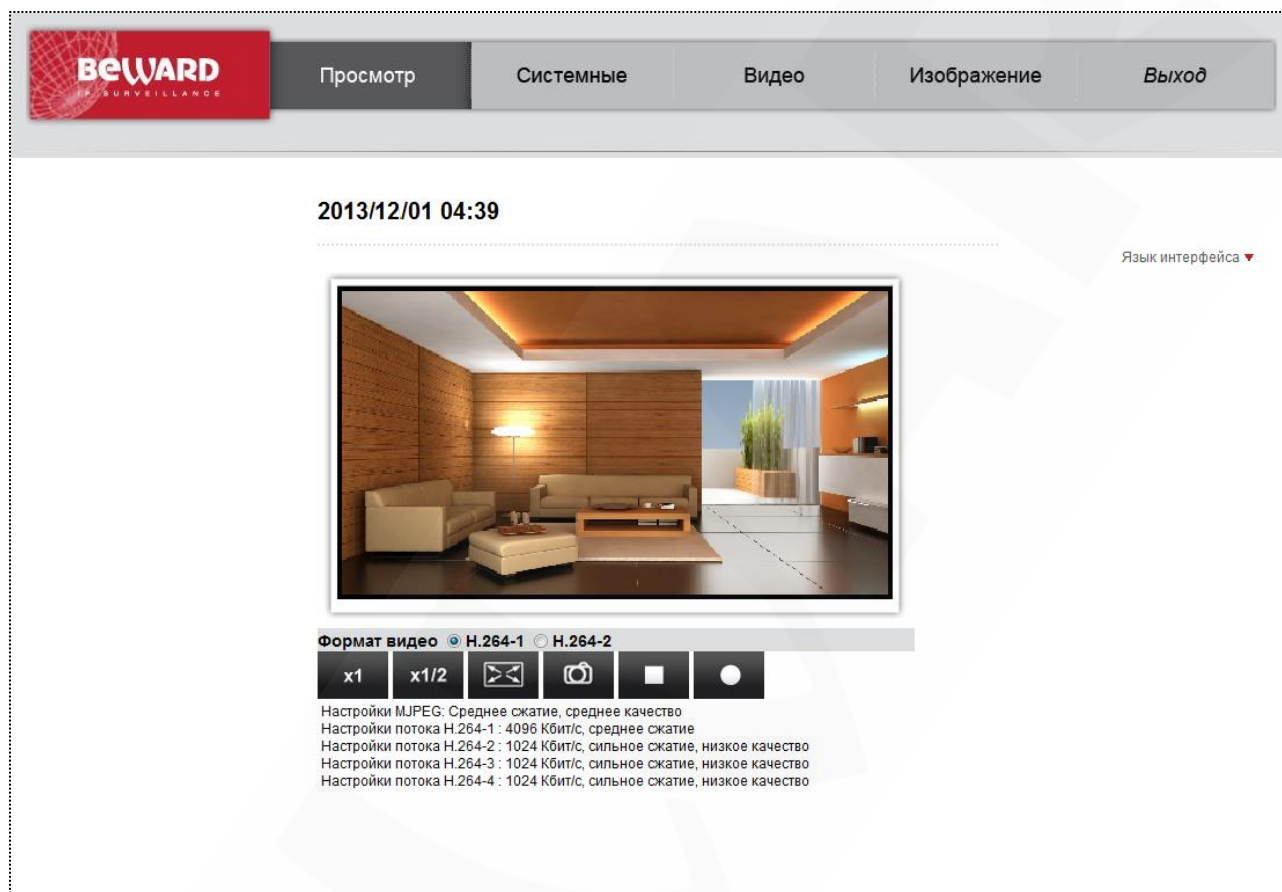 BEWARD
IP SURVEILLANCE
Просмотр
Системные
Видео
Изображение
Выход
2013/12/01 04:39
Язык интерфейса
Формат видео H.264-1 H.264-2
x1 x1/2
Настройки MJPEG: Среднее сжатие, среднее качество
Настройки потока H.264-1 : 4096 Кбит/с, среднее сжатие
Настройки потока H.264-2 : 1024 Кбит/с, сильное сжатие, низкое качество
Настройки потока H.264-3 : 1024 Кбит/с, сильное сжатие, низкое качество
Настройки потока H.264-4 : 1024 Кбит/с, сильное сжатие, низкое качество